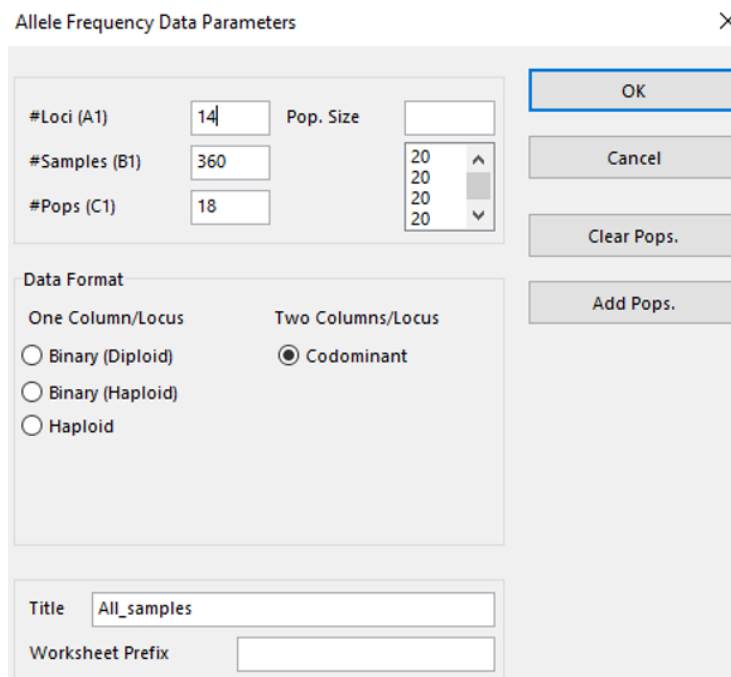 Allele Frequency Data Parameters
#Loci (A1) 14 Pop. Size
#Samples (B1) 360
#Pops (C1) 18
20
20
20
20
OK
Cancel
Clear Pops.
Add Pops.
Data Format
One Column/Locus Two Columns/Locus
Binary (Diploid) Codominant
Binary (Haploid)
Haploid
Title All_samples
Worksheet Prefix